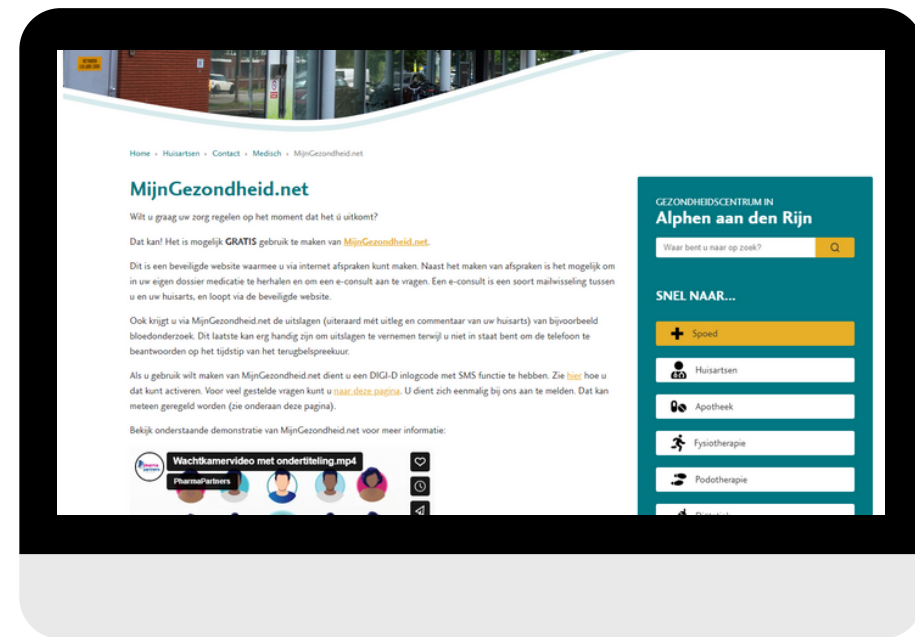 Home › Huisartsen › Contact › Medisch › MijnGezondheid.net
MijnGezondheid.net
Wilt u graag uw zorg regelen op het moment dat het ú uitkomt?
Dat kan! Het is mogelijk GRATIS gebruik te maken van MijnGezondheid.net.
Dit is een beveiligde website waarmee u via internet afspraken kunt maken. Naast het maken van afspraken is het mogelijk om
in uw eigen dossier medicatie te herhalen en om een e-consult aan te vragen. Een e-consult is een soort mailwisseling tussen
u en uw huisarts, en loopt via de beveiligde website.
Ook krijgt u via MijnGezondheid.net de uitslagen (uiteraard mét uitleg en commentaar van uw huisarts) van bijvoorbeeld
bloedonderzoek. Dit laatste kan erg handig zijn om uitslagen te vernemen terwijl u niet in staat bent om de telefoon te
beantwoorden op het tijdstip van het terugbelspreekuur.
Als u gebruik wilt maken van MijnGezondheid.net dient u een DIGI-D inlogcode met SMS functie te hebben. Zie hier hoe u
dat kunt activeren. Voor veel gestelde vragen kunt u naar deze pagina. U dient zich eenmalig bij ons aan te melden. Dat kan
meteen geregeld worden (zie onderaan deze pagina).
Bekijk onderstaande demonstratie van MijnGezondheid.net voor meer informatie:
Wachtkamervideo met ondertiteling.mp4
PharmaPartners
GEZONDHEIDSCENTRUM IN
Alphen aan den Rijn
Waar bent u naar op zoek?
SNEL NAAR...
Spoed
Huisartsen
Apotheek
Fysiotherapie
Podotherapie